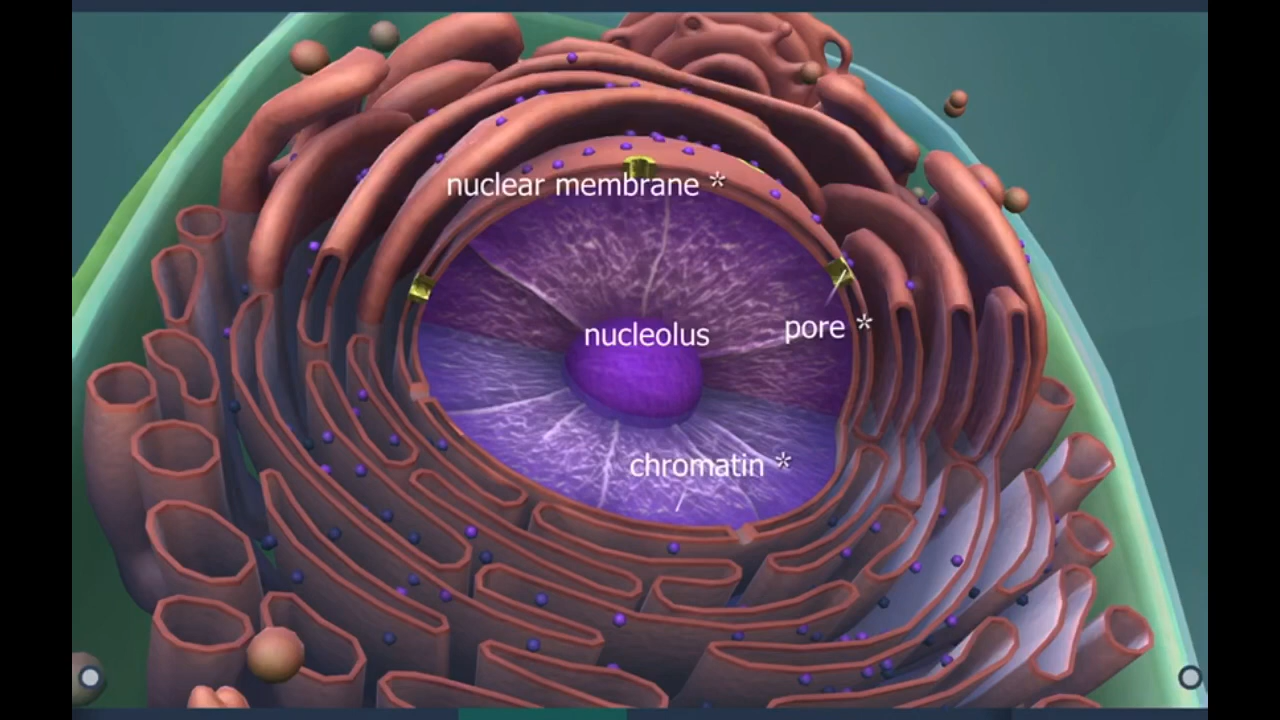 nuclear membrane *
nucleolus
pore *
chromatin *